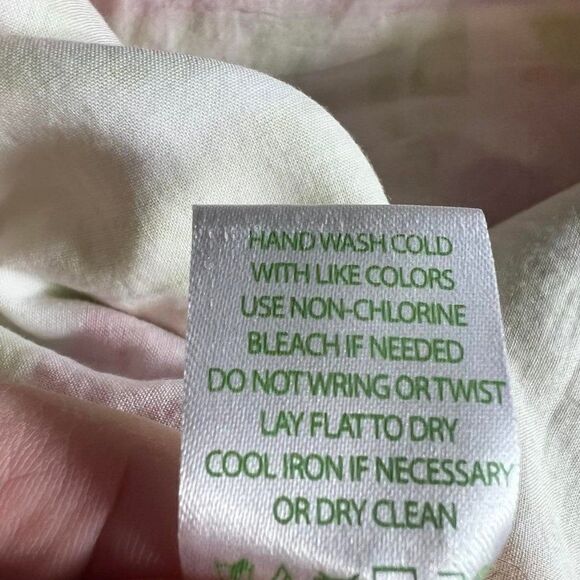 HAND WASH COLD
WITH LIKE COLORS
USE NON-CHLORINE
BLEACH IF NEEDED
DO NOT WRING OR TWIST
LAY FLAT TO DRY
COOL IRON IF NECESSARY
OR DRY CLEAN